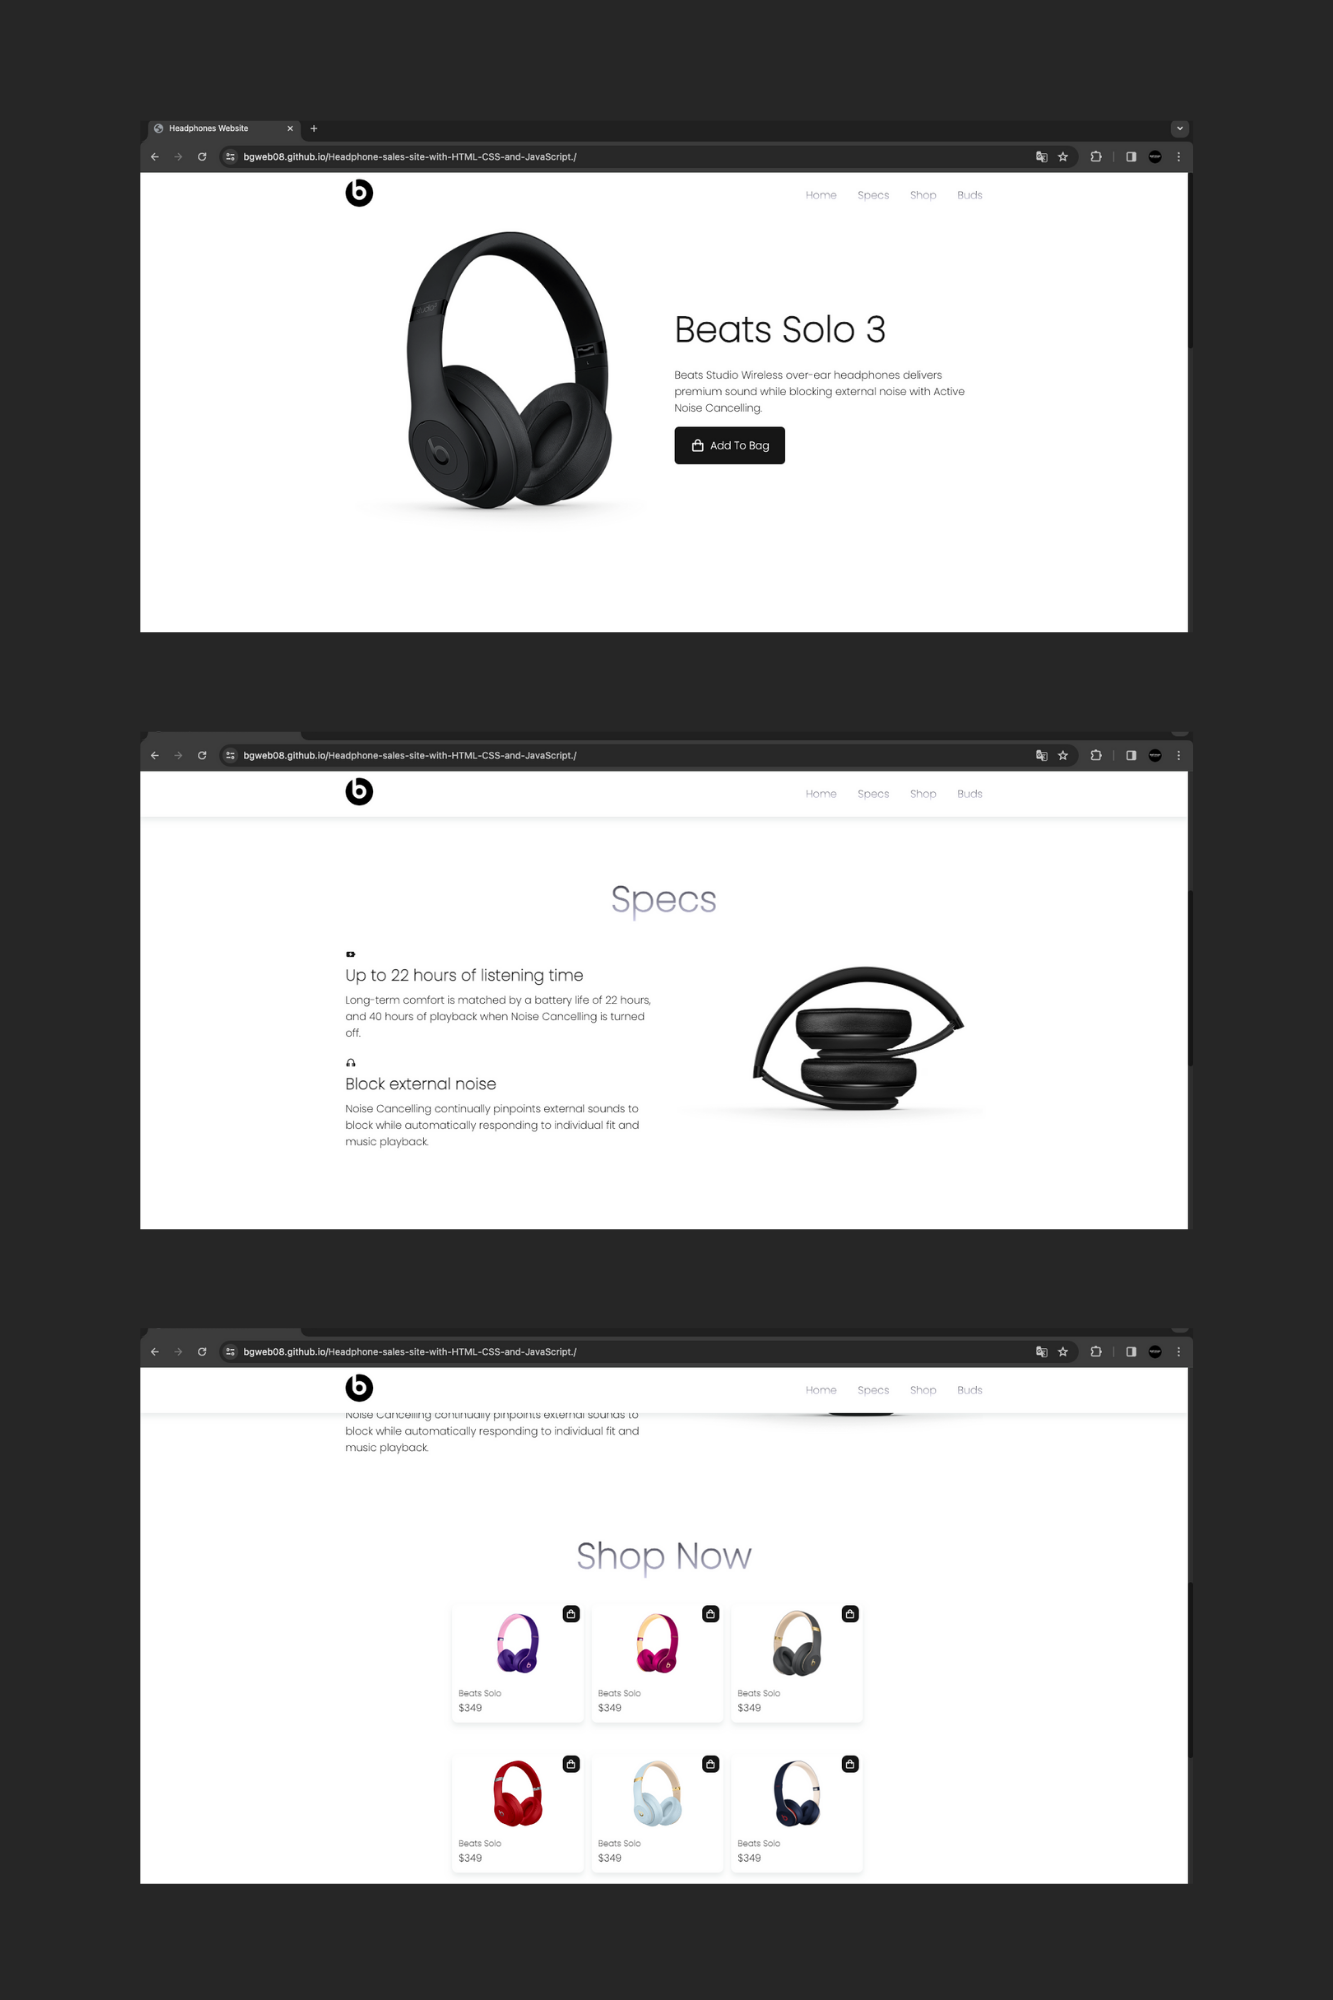 Headphones Website
bgweb08.github.io/Headphone-sales-site-with-HTML-CSS-and-JavaScript./
Home Specs Shop Buds
Beats Solo 3
Beats Studio Wireless over-ear headphones delivers
premium sound while blocking external noise with Active
Noise Cancelling.
Add To Bag
bgweb08.github.io/Headphone-sales-site-with-HTML-CSS-and-JavaScript./
Home Specs Shop Buds
Specs
Up to 22 hours of listening time
Long-term comfort is matched by a battery life of 22 hours,
and 40 hours of playback when Noise Cancelling is turned
off.
Block external noise
Noise Cancelling continually pinpoints external sounds to
block while automatically responding to individual fit and
music playback.
bgweb08.github.io/Headphone-sales-site-with-HTML-CSS-and-JavaScript./
Home Specs Shop Buds
Noise Cancelling continually pinpoints external sounds to
block while automatically responding to individual fit and
music playback.
Shop Now
Beats Solo Beats Solo Beats Solo
$349 $349 $349
Beats Solo Beats Solo Beats Solo
$349 $349 $349